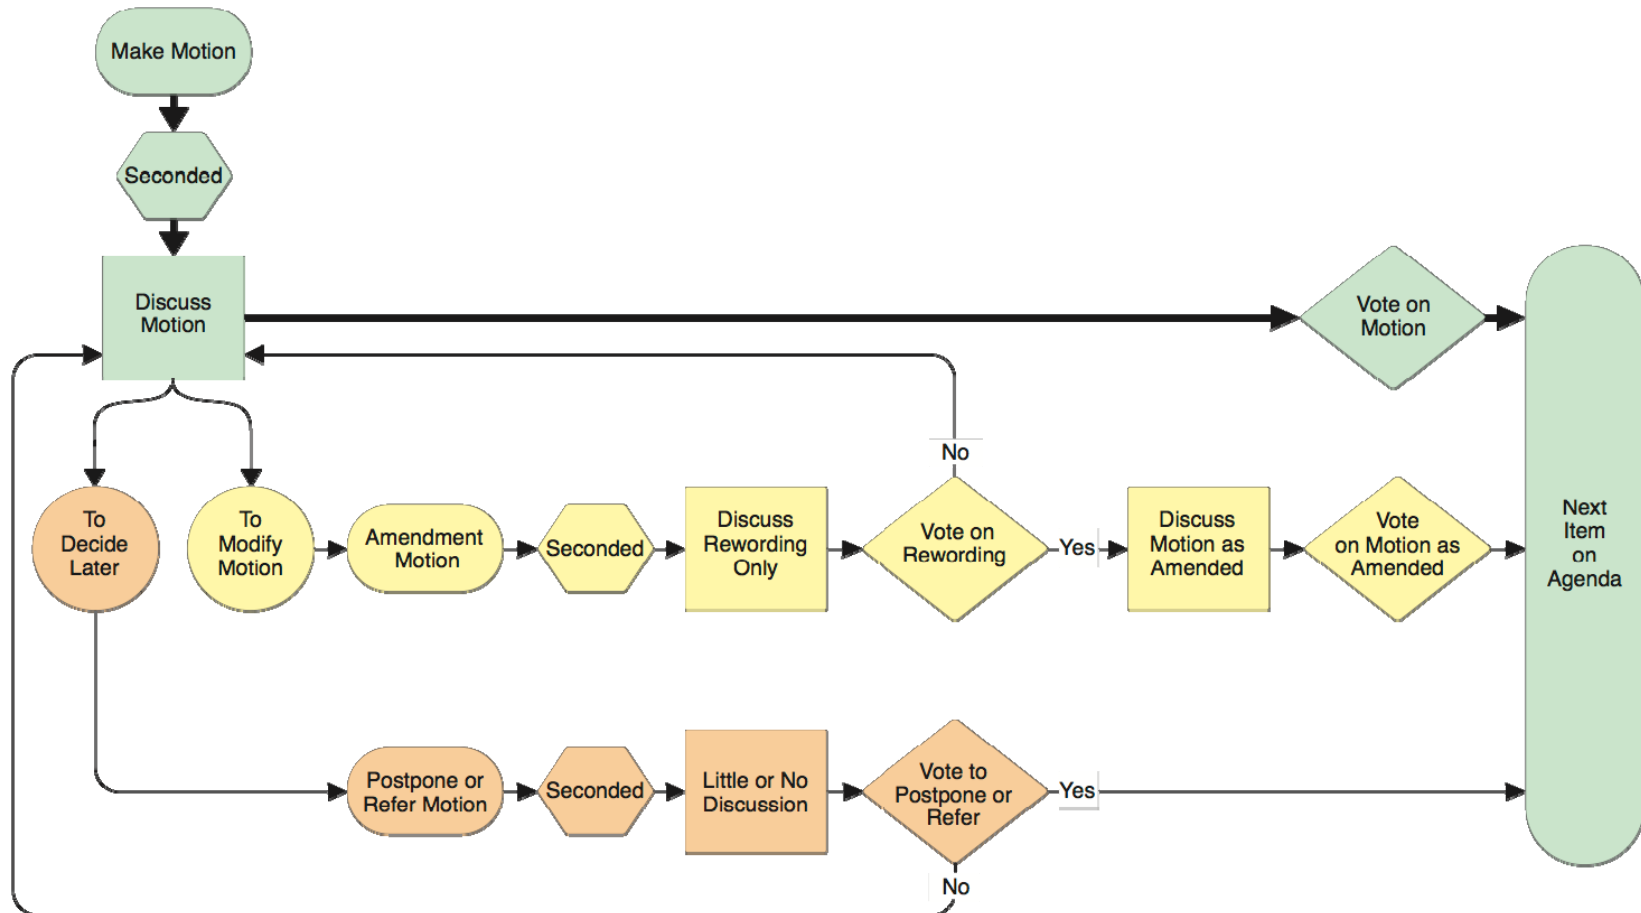 Make Motion
Seconded
Discuss
Motion
Vote on
Motion
No
To
Decide
Later
To
Modify
Motion
Amendment
Motion
Seconded
Discuss
Rewording
Only
Vote on
Rewording
Yes
Discuss
Motion as
Amended
Vote
on Motion as
Amended
Next
Item
on
Agenda
Postpone or
Refer Motion
Seconded
Little or No
Discussion
Vote to
Postpone or
Refer
Yes
No